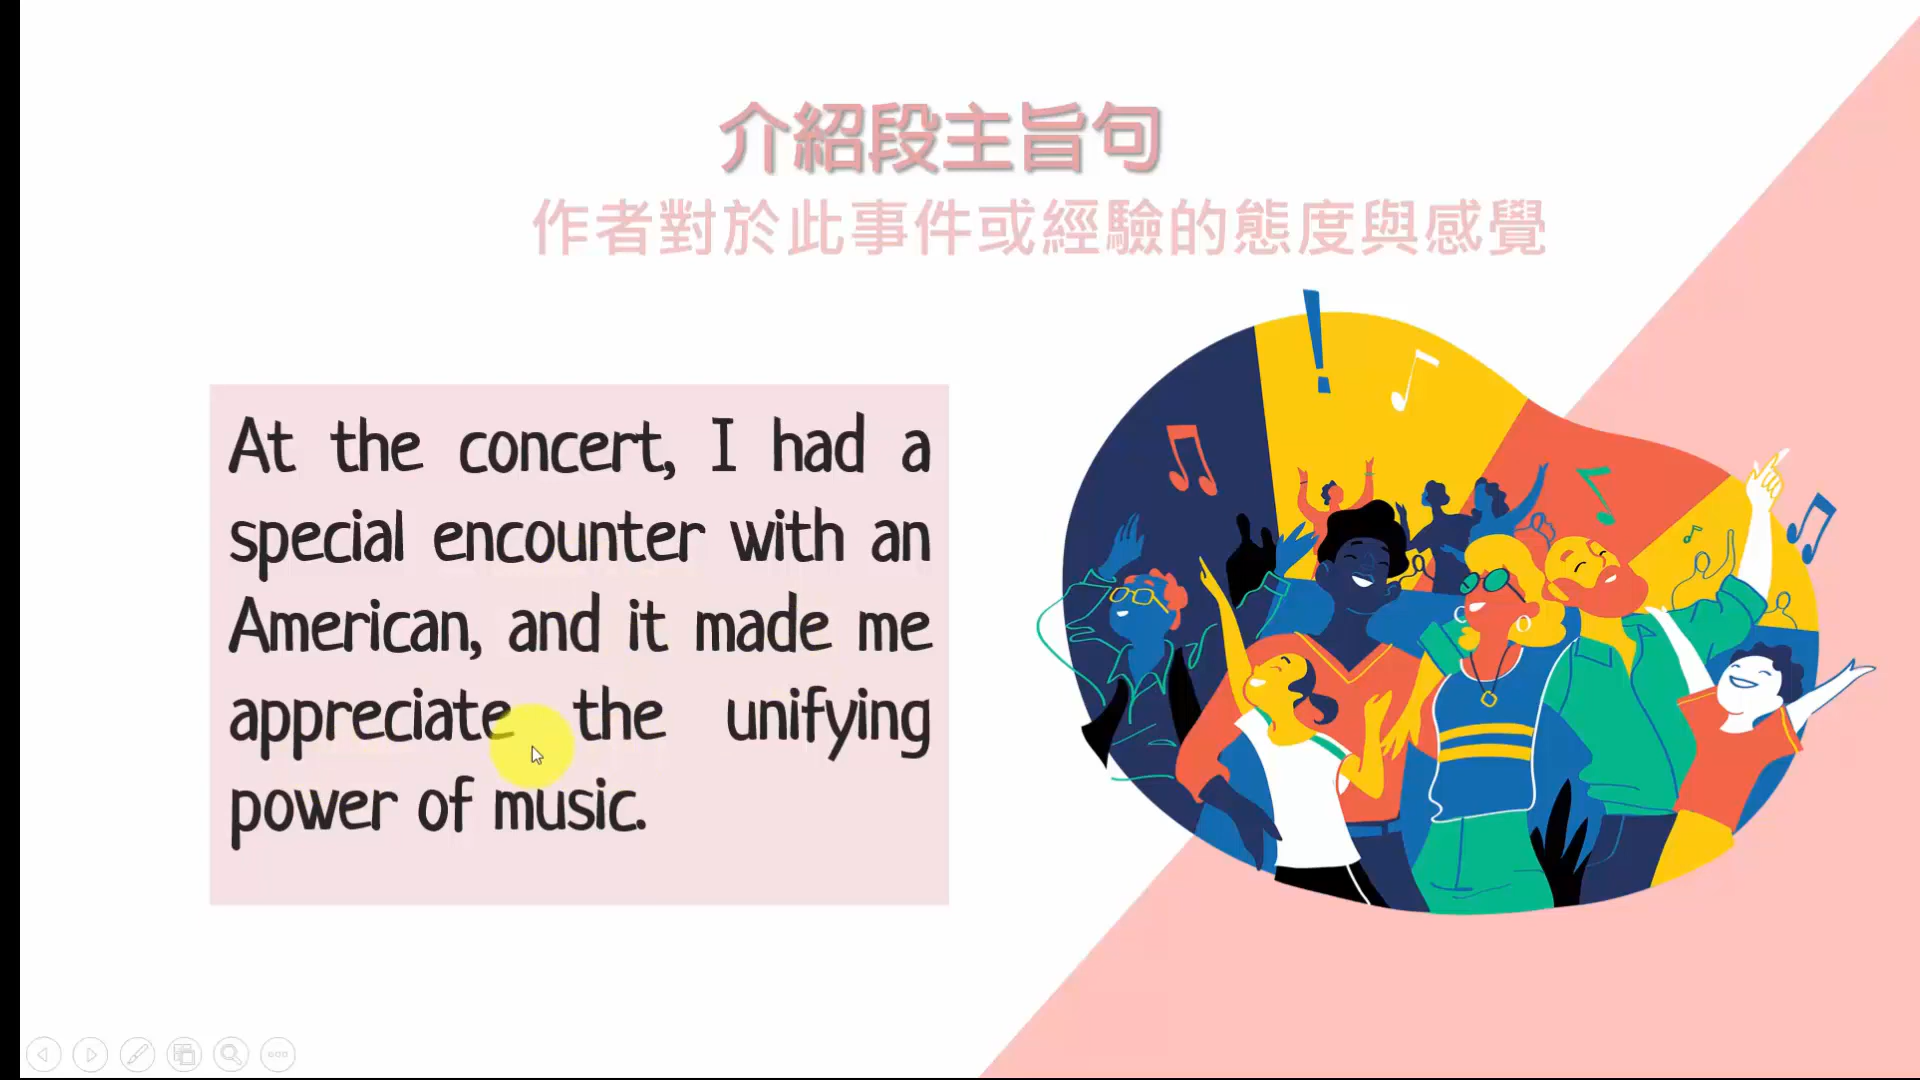 介紹段主旨句
作者對於此事件或經驗的態度與感覺
At the concert, I had a
special encounter with an
American, and it made me
appreciate the unifying
power of music.